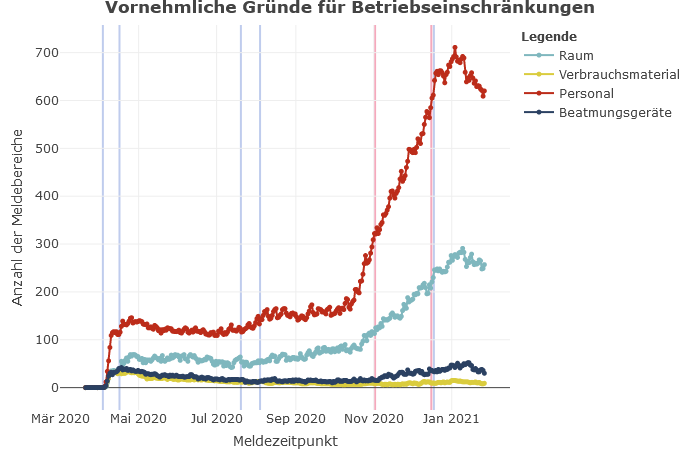 Vornehmliche Gründe für Betriebseinschränkungen
Legende
Raum
Verbrauchsmaterial
Personal
Beatmungsgeräte
Anzahl der Meldebereiche
700
600
500
400
300
200
100
0
Mär 2020 Mai 2020 Jul 2020 Sep 2020 Nov 2020 Jan 2021
Meldezeitpunkt